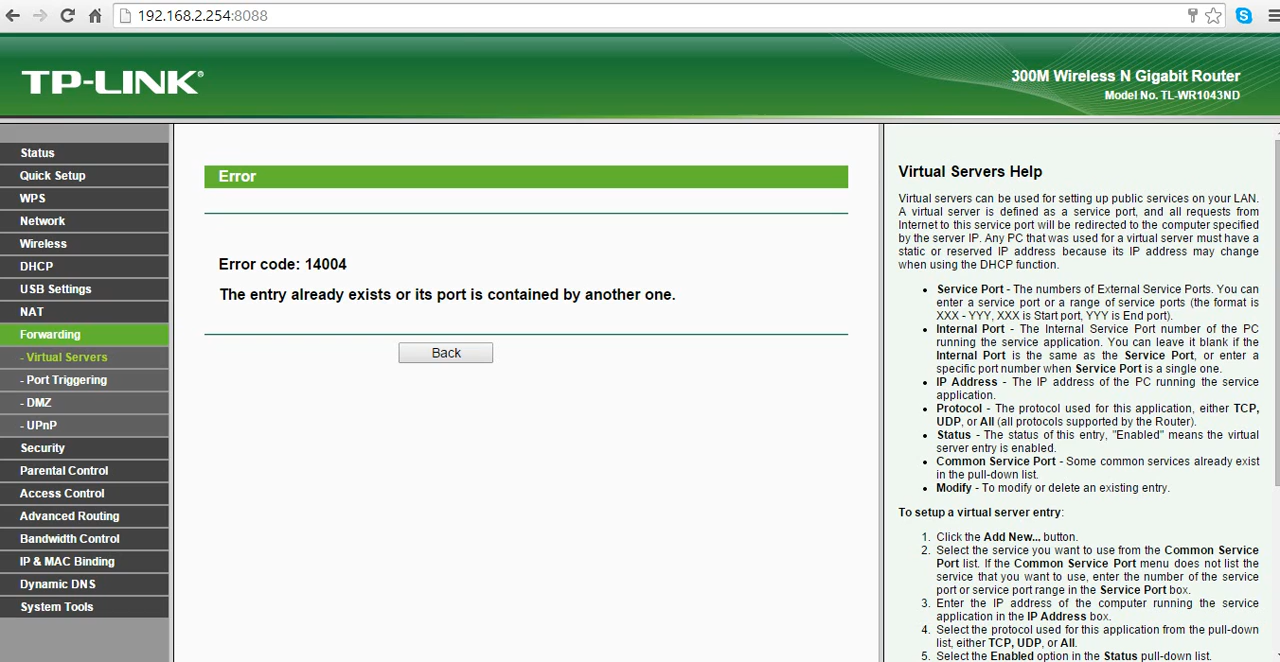 192.168.2.254:8088
TP-LINK®
300M Wireless N Gigabit Router
Model No. TL-WR1043ND
Status
Quick Setup
WPS
Network
Wireless
DHCP
USB Settings
NAT
Forwarding
- Virtual Servers
- Port Triggering
- DMZ
- UPnP
Security
Parental Control
Access Control
Advanced Routing
Bandwidth Control
IP & MAC Binding
Dynamic DNS
System Tools
Error
Error code: 14004
The entry already exists or its port is contained by another one.
Back
Virtual Servers Help
Virtual servers can be used for setting up public services on your LAN.
A virtual server is defined as a service port, and all requests from
Internet to this service port will be redirected to the computer specified
by the server IP. Any PC that was used for a virtual server must have a
static or reserved IP address because its IP address may change
when using the DHCP function.
• Service Port - The numbers of External Service Ports. You can
enter a service port or a range of service ports (the format is
XXX - YYY, XXX is Start port, YYY is End port).
• Internal Port - The Internal Service Port number of the PC
running the service application. You can leave it blank if the
Internal Port is the same as the Service Port, or enter a
specific port number when Service Port is a single one.
• IP Address - The IP address of the PC running the service
application.
• Protocol - The protocol used for this application, either TCP,
UDP, or All (all protocols supported by the Router).
• Status - The status of this entry, "Enabled" means the virtual
server entry is enabled.
• Common Service Port - Some common services already exist
in the pull-down list.
• Modify - To modify or delete an existing entry.
To setup a virtual server entry:
1. Click the Add New... button.
2. Select the service you want to use from the Common Service
Port list. If the Common Service Port menu does not list the
service that you want to use, enter the number of the service
port or service port range in the Service Port box.
3. Enter the IP address of the computer running the service
application in the IP Address box.
4. Select the protocol used for this application from the pull-down
list, either TCP, UDP, or All.
5. Select the Enabled option in the Status pull-down list.